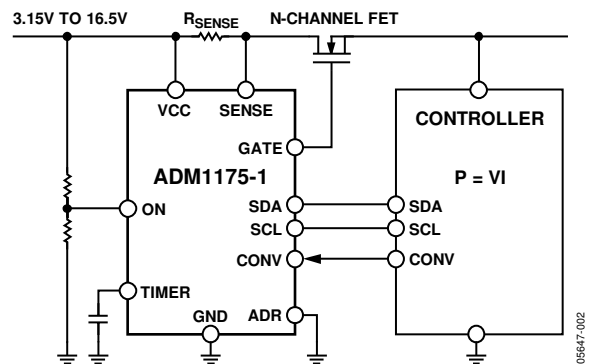 3.15V TO 16.5V
RSENSE
N-CHANNEL FET
VCC
SENSE
GATE
ADM1175-1
ON
SDA
SCL
CONV
TIMER
GND
ADR
CONTROLLER
P = VI
SDA
SCL
CONV
05647-002